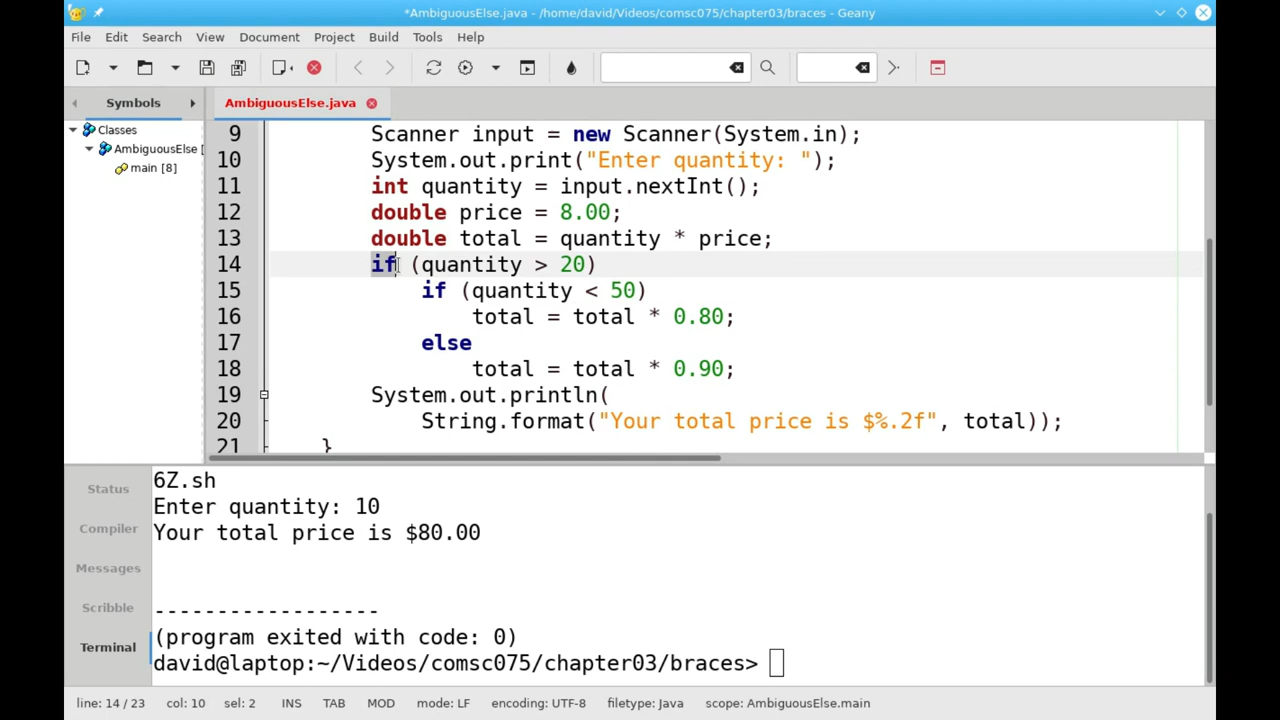 *AmbiguousElse.java - /home/david/Videos/comsc075/chapter03/braces - Geany
File Edit Search View Document Project Build Tools Help
Symbols
AmbiguousElse.java
Classes
AmbiguousElse [
main [8]
9 Scanner input = new Scanner(System.in);
10 System.out.print("Enter quantity: ");
11 int quantity = input.nextInt();
12 double price = 8.00;
13 double total = quantity * price;
14 if (quantity > 20)
15 if (quantity < 50)
16 total = total * 0.80;
17 else
18 total = total * 0.90;
19 System.out.println(
20 String.format("Your total price is $%.2f", total));
21 }
Status
Compiler
Messages
Scribble
Terminal
6Z.sh
Enter quantity: 10
Your total price is $80.00
------------------
(program exited with code: 0)
david@laptop:~/Videos/comsc075/chapter03/braces>
line: 14 / 23 col: 10 sel: 2 INS TAB MOD mode: LF encoding: UTF-8 filetype: Java scope: AmbiguousElse.main